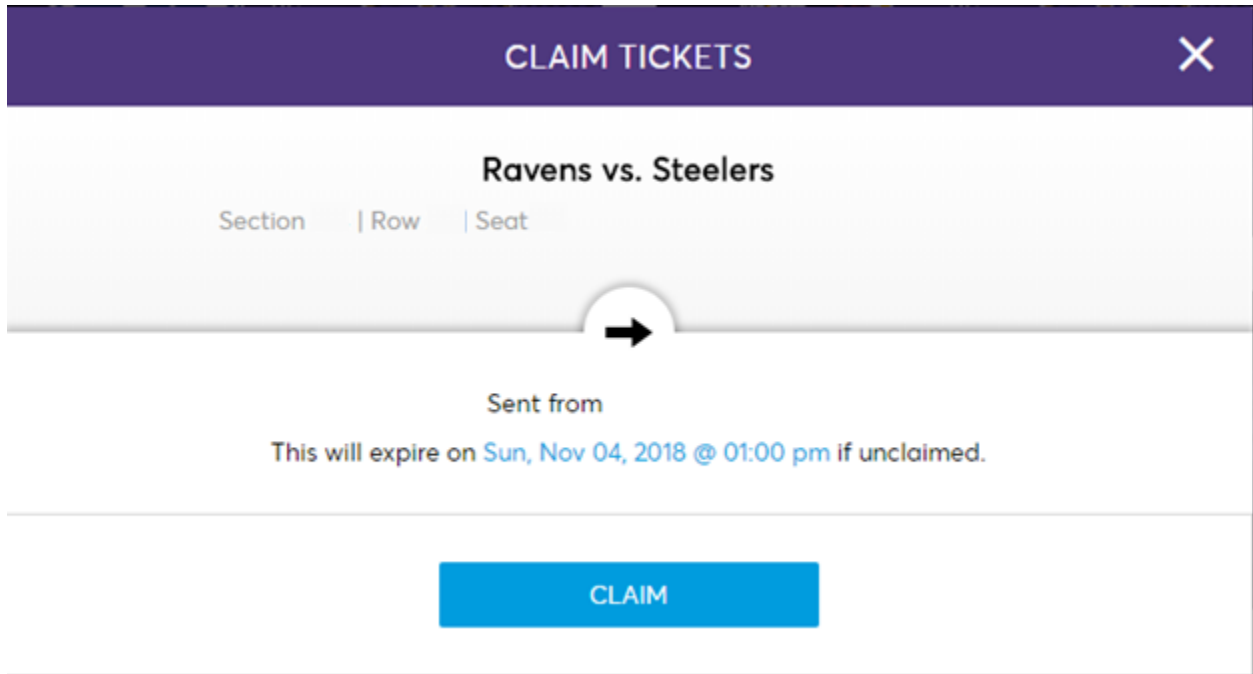 CLAIM TICKETS
Ravens vs. Steelers
Section | Row | Seat
Sent from
This will expire on Sun, Nov 04, 2018 @ 01:00 pm if unclaimed.
CLAIM